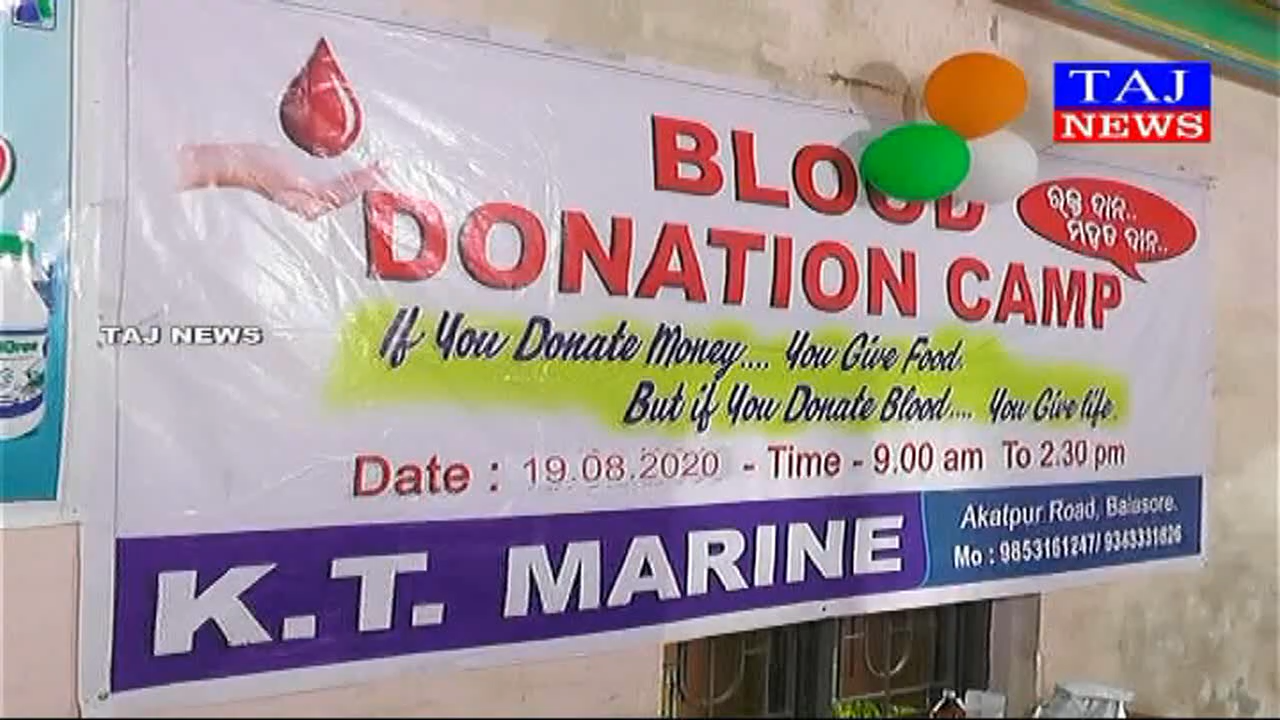 TAJ
NEWS
BLOOD
DONATION CAMP
ରକ୍ତ ଦାନ..
ମହତ ଦାନ..
TAJ NEWS
If You Donate Money.... You Give Food.
But if You Donate Blood.... You Give life.
Date : 19.08.2020 - Time - 9.00 am To 2.30 pm
K.T. MARINE
Akatpur Road, Balasore.
Mo : 9853161247/